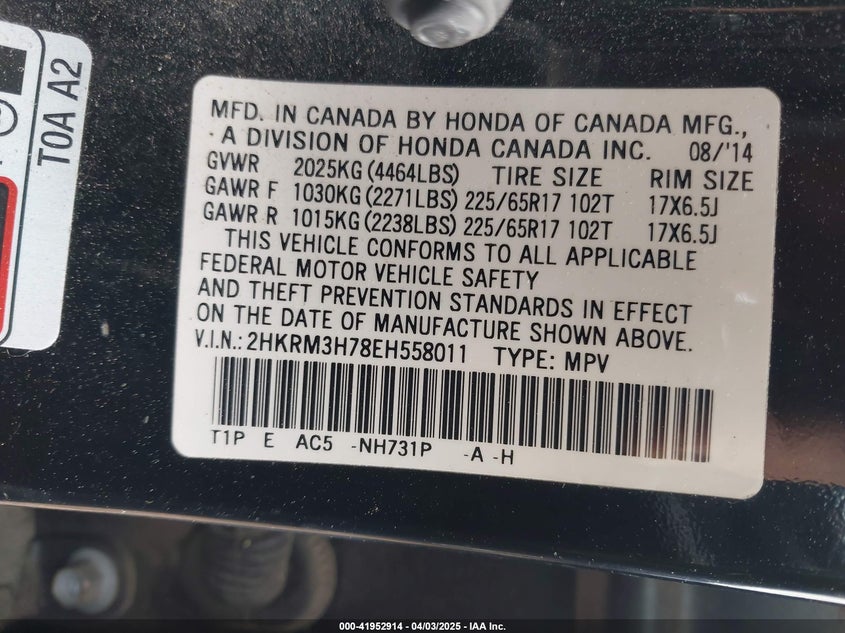 TOA A2
MFD. IN CANADA BY HONDA OF CANADA MFG.,
A DIVISION OF HONDA CANADA INC. 08/'14
GVWR 2025KG (4464LBS) TIRE SIZE RIM SIZE
GAWR F 1030KG (2271LBS) 225/65R17 102T 17X6.5J
GAWR R 1015KG (2238LBS) 225/65R17 102T 17X6.5J
THIS VEHICLE CONFORMS TO ALL APPLICABLE
FEDERAL MOTOR VEHICLE SAFETY
AND THEFT PREVENTION STANDARDS IN EFFECT
ON THE DATE OF MANUFACTURE SHOWN ABOVE.
V.I.N.: 2HKRM3H78EH558011 TYPE: MPV
T1P E AC5 -NH731P -A -H
000-41952914 - 04/03/2025 - IAA Inc.